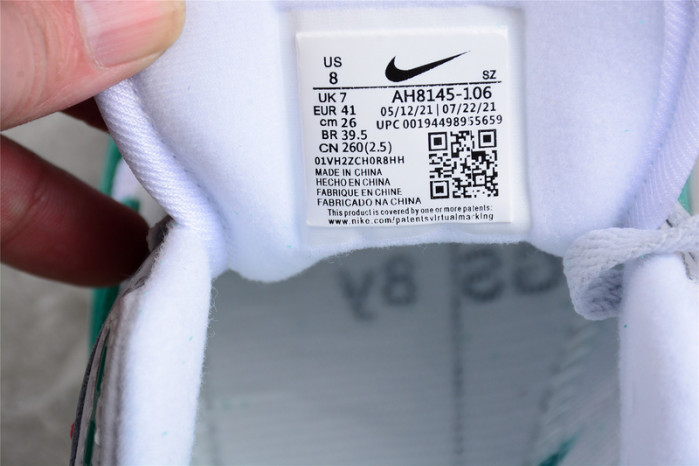 US
8
SZ
UK 7
EUR 41
cm 26
BR 39.5
CN 260(2.5)
AH8145-106
05/12/21 | 07/22/21
UPC 00194498955659
01VH2ZCH0R8HH
MADE IN CHINA
HECHO EN CHINA
FABRIQUE EN CHINE
FABRICADO NA CHINA
This product is covered by one or more patents:
www.nike.com/patentsvirtualmarking
GS 8y